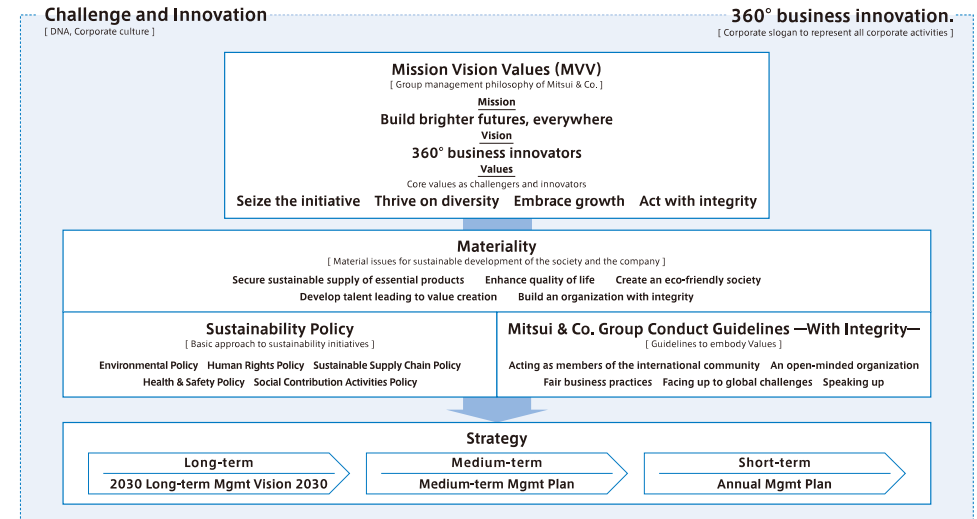 Challenge and Innovation
[ DNA, Corporate culture ]
360° business innovation.
[ Corporate slogan to represent all corporate activities ]
Mission Vision Values (MVV)
[ Group management philosophy of Mitsui & Co. ]
Mission
Build brighter futures, everywhere
Vision
360° business innovators
Values
Core values as challengers and innovators
Seize the initiative Thrive on diversity Embrace growth Act with integrity
Materiality
[ Material issues for sustainable development of the society and the company ]
Secure sustainable supply of essential products Enhance quality of life Create an eco-friendly society
Develop talent leading to value creation Build an organization with integrity
Sustainability Policy
[ Basic approach to sustainability initiatives ]
Environmental Policy Human Rights Policy Sustainable Supply Chain Policy
Health & Safety Policy Social Contribution Activities Policy
Mitsui & Co. Group Conduct Guidelines —With Integrity—
[ Guidelines to embody Values ]
Acting as members of the international community An open-minded organization
Fair business practices Facing up to global challenges Speaking up
Strategy
Long-term
2030 Long-term Mgmt Vision 2030
Medium-term
Medium-term Mgmt Plan
Short-term
Annual Mgmt Plan